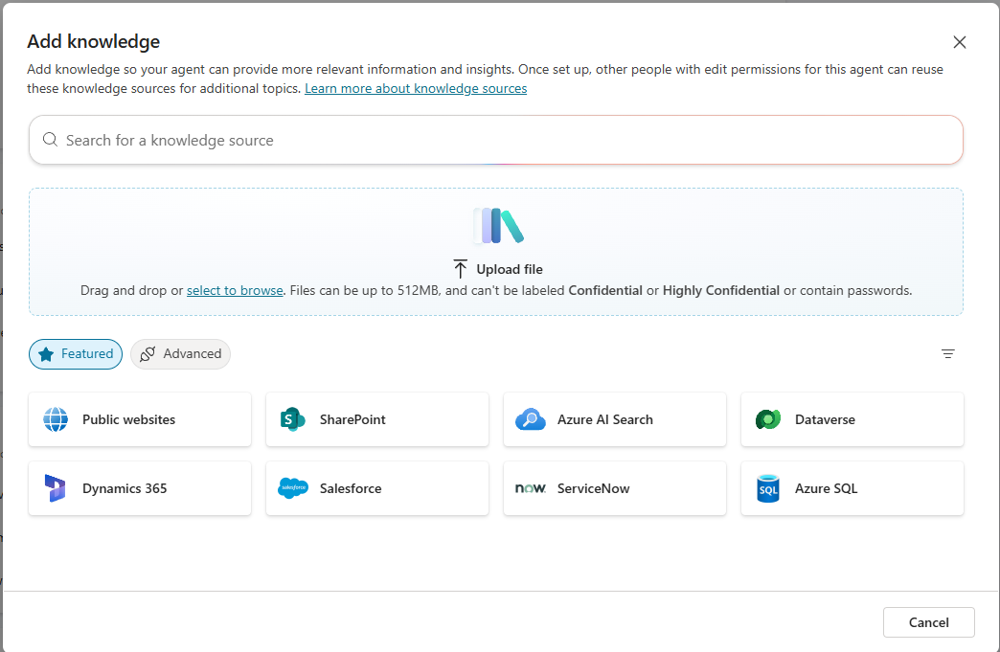 Add knowledge
Add knowledge so your agent can provide more relevant information and insights. Once set up, other people with edit permissions for this agent can reuse
these knowledge sources for additional topics. Learn more about knowledge sources
Search for a knowledge source
Upload file
Drag and drop or select to browse. Files can be up to 512MB, and can't be labeled Confidential or Highly Confidential or contain passwords.
Featured
Advanced
Public websites
SharePoint
Azure AI Search
Dataverse
Dynamics 365
salesforce
Salesforce
now.
ServiceNow
SQL
Azure SQL
Cancel